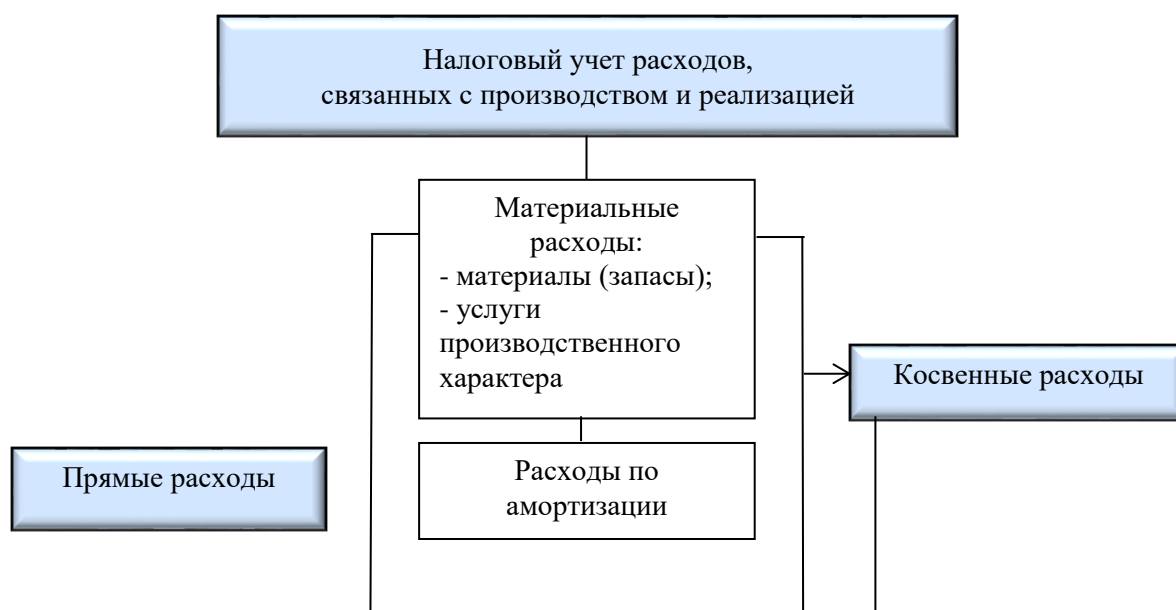 Налоговый учет расходов,
связанных с производством и реализацией
Материальные
расходы:
- материалы (запасы);
- услуги
производственного
характера
Косвенные расходы
Прямые расходы
Расходы по
амортизации